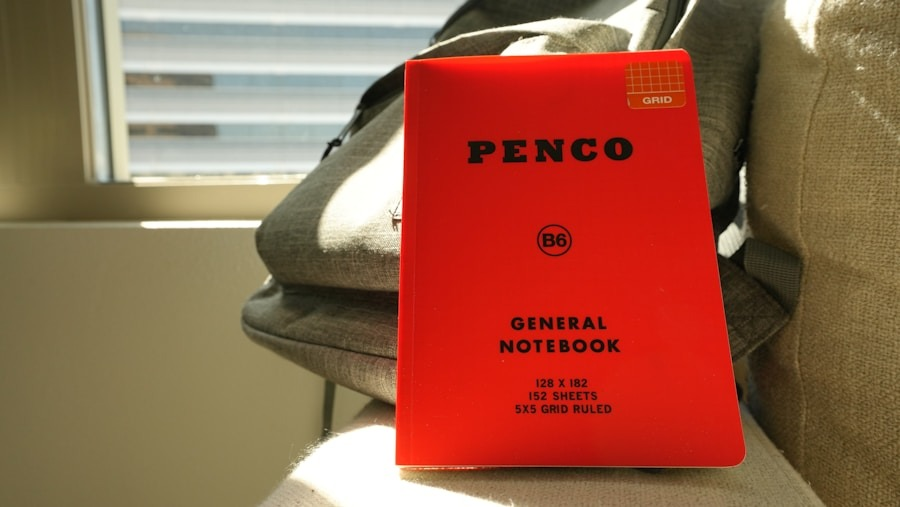 GRID
PENCO
B6
GENERAL
NOTEBOOK
128 X 182
152 SHEETS
5X5 GRID RULED